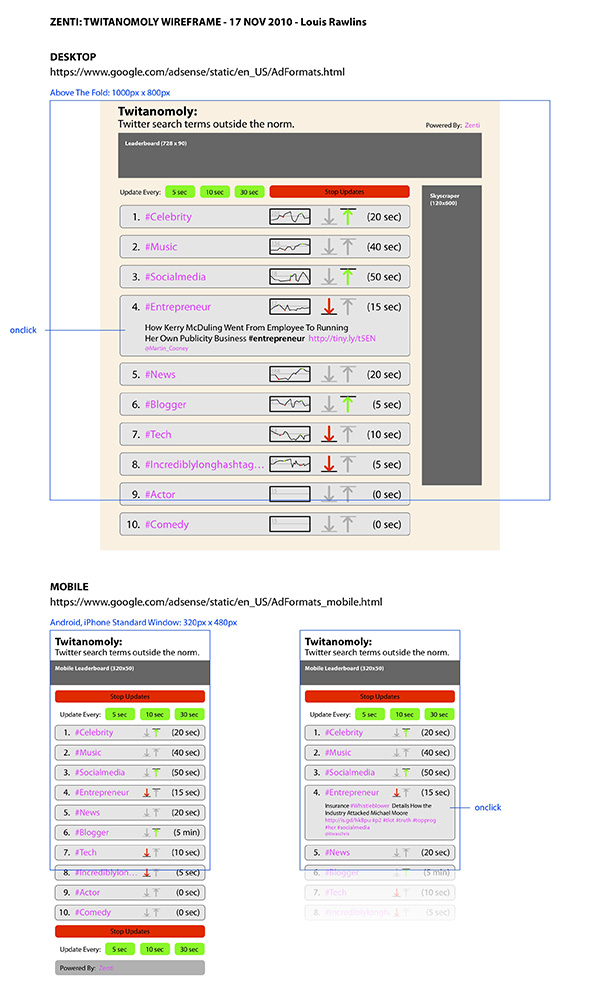 ZENTI: TWITANOMOLY WIREFRAME - 17 NOV 2010 - Louis Rawlins
DESKTOP
https://www.google.com/adsense/static/en_US/AdFormats.html
Above The Fold: 1000px x 800px
Twitanomoly:
Twitter search terms outside the norm.
Powered By: Zenti
Leaderboard (728 x 90)
Update Every: 5 sec 10 sec 30 sec Stop Updates
Skyscraper
(120x600)
1. #Celebrity (20 sec)
2. #Music (40 sec)
3. #Socialmedia (50 sec)
4. #Entrepreneur (15 sec)
onclick
How Kerry McDuling Went From Employee To Running
Her Own Publicity Business #entrepreneur http://tiny.ly/t5EN
@Martin_Cooney
5. #News (20 sec)
6. #Blogger (5 sec)
7. #Tech (10 sec)
8. #Incrediblylonghashtag... (5 sec)
9. #Actor (0 sec)
10. #Comedy (0 sec)
MOBILE
https://www.google.com/adsense/static/en_US/AdFormats_mobile.html
Android, iPhone Standard Window: 320px x 480px
Twitanomoly:
Twitter search terms outside the norm.
Mobile Leaderboard (320x50)
Stop Updates
Update Every: 5 sec 10 sec 30 sec
1. #Celebrity (20 sec)
2. #Music (40 sec)
3. #Socialmedia (50 sec)
4. #Entrepreneur (15 sec)
5. #News (20 sec)
6. #Blogger (5 min)
7. #Tech (10 sec)
8. #Incrediblylon... (5 sec)
9. #Actor (0 sec)
10. #Comedy (0 sec)
Stop Updates
Update Every: 5 sec 10 sec 30 sec
Powered By: Zenti
Twitanomoly:
Twitter search terms outside the norm.
Mobile Leaderboard (320x50)
Stop Updates
Update Every: 5 sec 10 sec 30 sec
1. #Celebrity (20 sec)
2. #Music (40 sec)
3. #Socialmedia (50 sec)
4. #Entrepreneur (15 sec)
Insurance #Whistleblower Details How the
Industry Attacked Michael Moore
#p2 #tlot #truth #topprog
#hcr #socialmedia
onclick
5. #News (20 sec)
6. #Blogger (5 min)
7. #Tech (10 sec)
8. (5 sec)